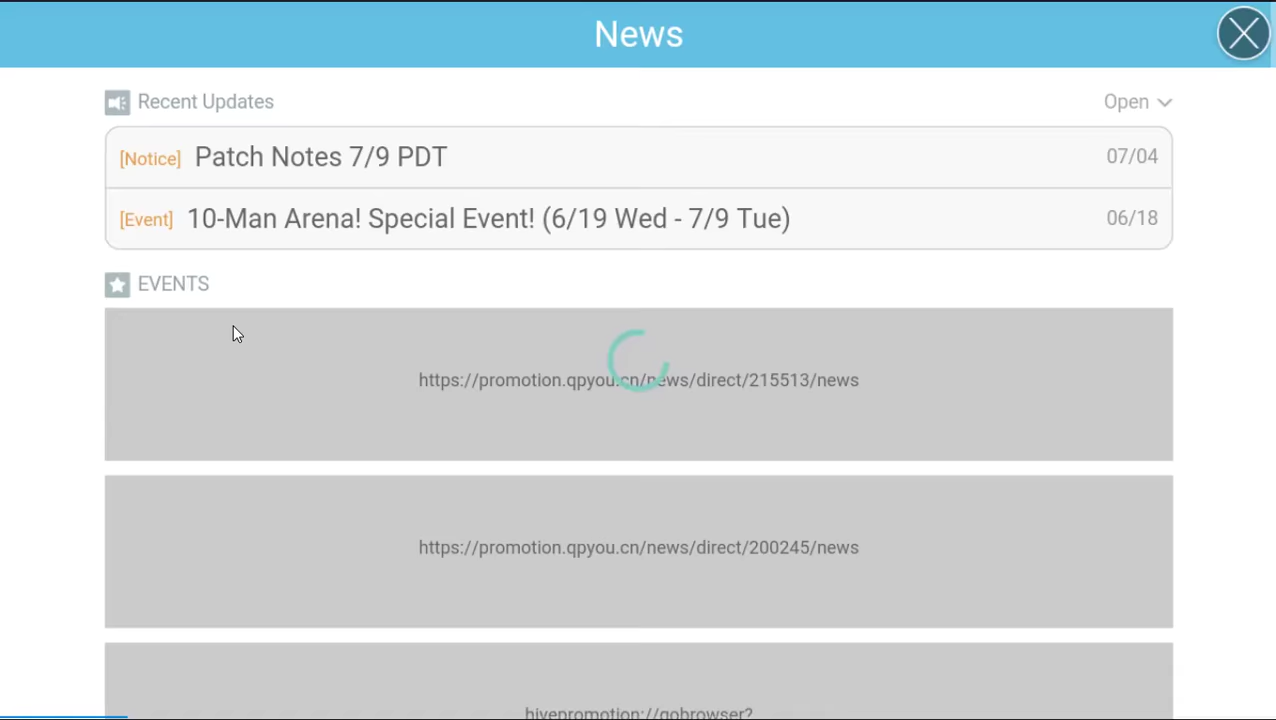 News
Recent Updates
Open
[Notice] Patch Notes 7/9 PDT 07/04
[Event] 10-Man Arena! Special Event! (6/19 Wed - 7/9 Tue) 06/18
EVENTS
https://promotion.qpyou.cn/news/direct/215513/news
https://promotion.qpyou.cn/news/direct/200245/news
hivepromotion://gobrowser?